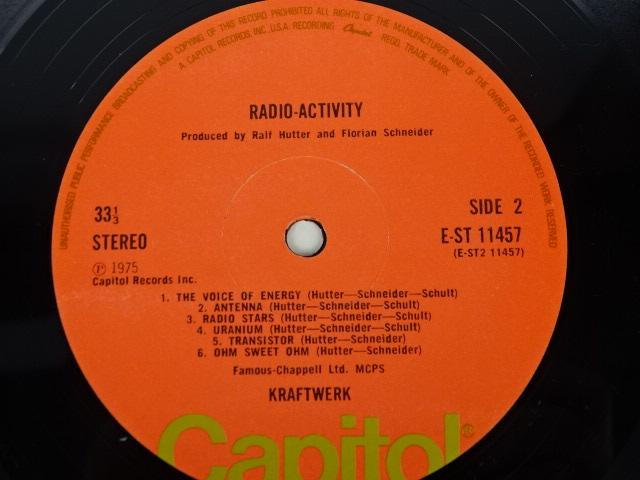 UNAUTHORISED PUBLIC PERFORMANCE BROADCASTING AND COPYING OF THIS RECORD PROHIBITED ALL RIGHTS OF THE MANUFACTURER AND OF THE OWNER OF THE RECORDED WORK RESERVED
A CAPITOL RECORDS, INC., U.S.A. RECORDING Capitol REGD. TRADE MARK
RADIO-ACTIVITY
Produced by Ralf Hutter and Florian Schneider
33⅓
STEREO
SIDE 2
E-ST 11457
(E-ST2 11457)
℗ 1975
Capitol Records Inc.
1. THE VOICE OF ENERGY (Hutter—Schneider—Schult)
2. ANTENNA (Hutter—Schneider—Schult)
3. RADIO STARS (Hutter—Schneider—Schult)
4. URANIUM (Hutter—Schneider—Schult)
5. TRANSISTOR (Hutter—Schneider)
6. OHM SWEET OHM (Hutter—Schneider)
Famous-Chappell Ltd. MCPS
KRAFTWERK
Capitol®